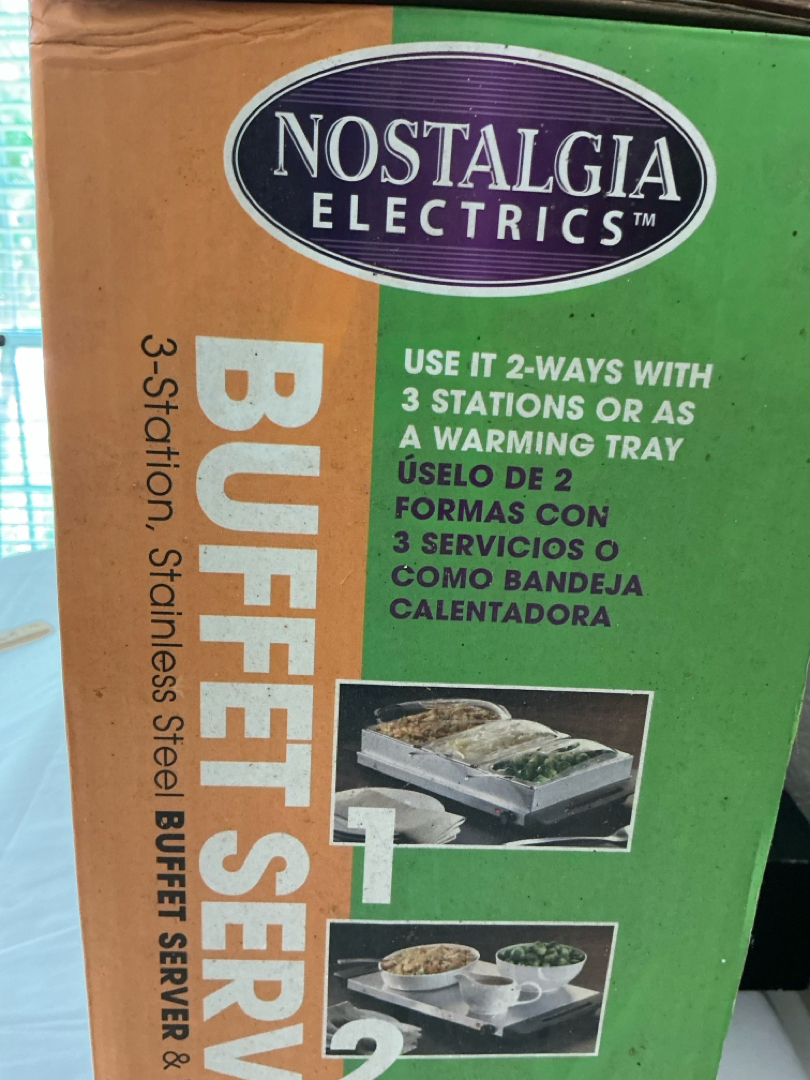 NOSTALGIA
ELECTRICS™
USE IT 2-WAYS WITH
3 STATIONS OR AS
A WARMING TRAY
ÚSELO DE 2
FORMAS CON
3 SERVICIOS O
COMO BANDEJA
CALENTADORA
BUFFET SERV
3-Station, Stainless Steel BUFFET SERVER &
1
2